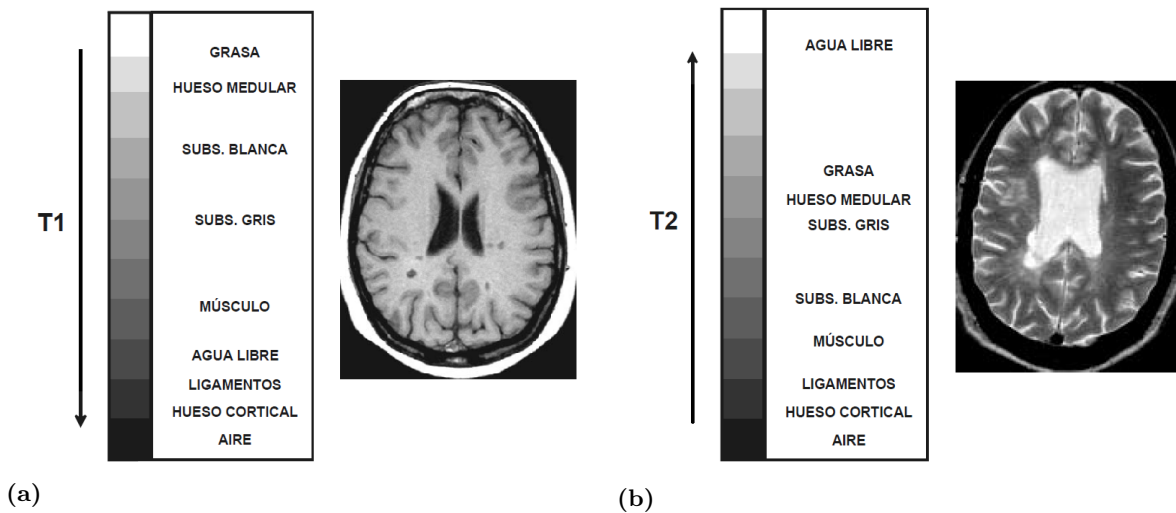 T1
GRASA
HUESO MEDULAR
SUBS. BLANCA
SUBS. GRIS
MÚSCULO
AGUA LIBRE
LIGAMENTOS
HUESO CORTICAL
AIRE
(a)
T2
AGUA LIBRE
GRASA
HUESO MEDULAR
SUBS. GRIS
SUBS. BLANCA
MÚSCULO
LIGAMENTOS
HUESO CORTICAL
AIRE
(b)